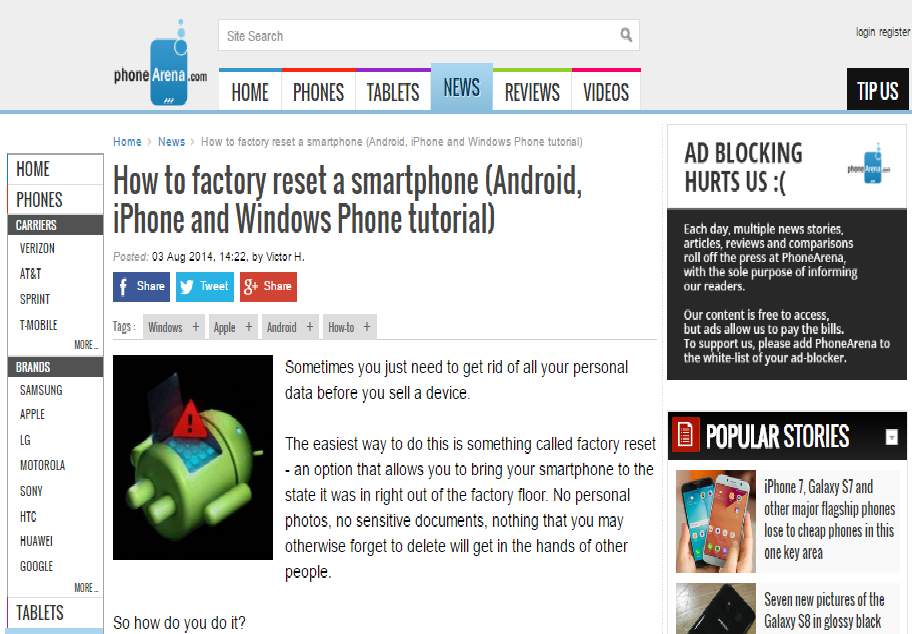 phoneArena.com
Site Search
login register
HOME
PHONES
TABLETS
NEWS
REVIEWS
VIDEOS
TIP US
HOME
PHONES
CARRIERS
VERIZON
AT&T
SPRINT
T-MOBILE
MORE...
BRANDS
SAMSUNG
APPLE
LG
MOTOROLA
SONY
HTC
HUAWEI
GOOGLE
MORE...
TABLETS
Home > News > How to factory reset a smartphone (Android, iPhone and Windows Phone tutorial)
How to factory reset a smartphone (Android,
iPhone and Windows Phone tutorial)
Posted: 03 Aug 2014, 14:22, by Victor H.
f Share
Tweet
8+ Share
Tags :
Windows +
Apple +
Android +
How-to +
Sometimes you just need to get rid of all your personal
data before you sell a device.
The easiest way to do this is something called factory reset
- an option that allows you to bring your smartphone to the
state it was in right out of the factory floor. No personal
photos, no sensitive documents, nothing that you may
otherwise forget to delete will get in the hands of other
people.
So how do you do it?
AD BLOCKING
HURTS US :(
Each day, multiple news stories,
articles, reviews and comparisons
roll off the press at PhoneArena,
with the sole purpose of informing
our readers.
Our content is free to access,
but ads allow us to pay the bills.
To support us, please add PhoneArena to
the white-list of your ad-blocker.
POPULAR STORIES
iPhone 7, Galaxy S7 and
other major flagship phones
lose to cheap phones in this
one key area
Seven new pictures of the
Galaxy S8 in glossy black